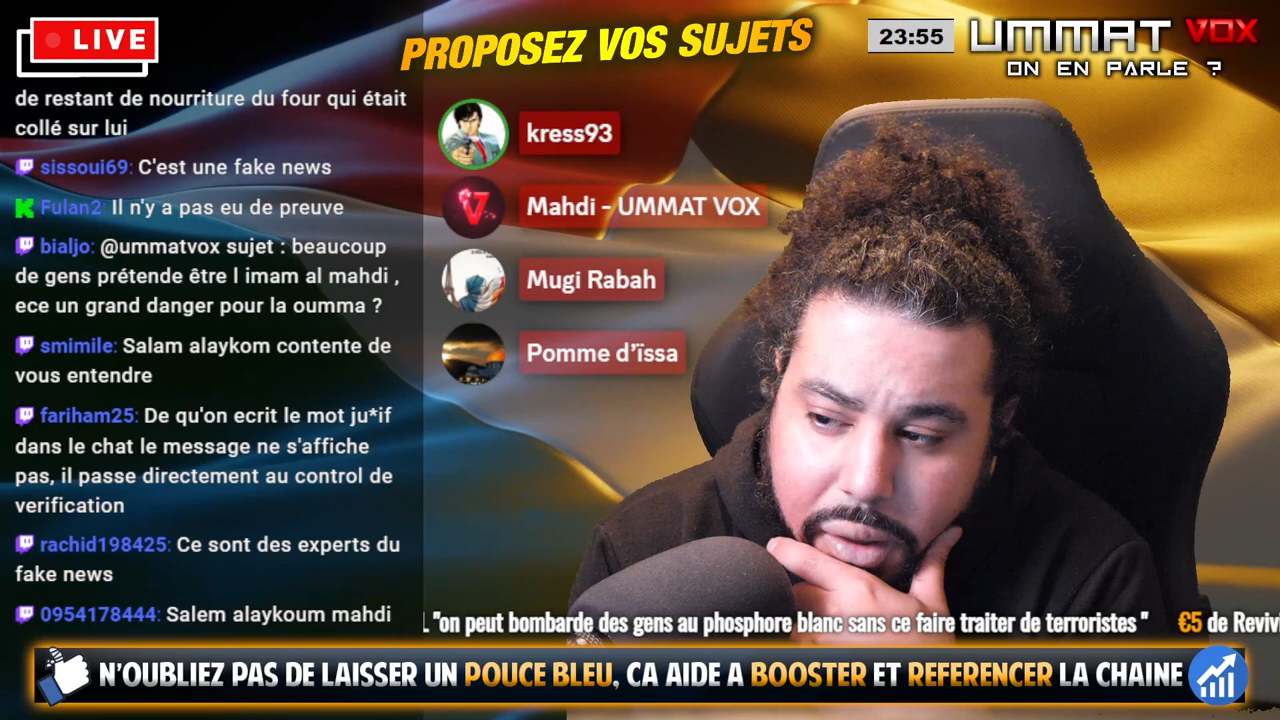 LIVE
PROPOSEZ VOS SUJETS
23:55
UMMAT VOX
ON EN PARLE ?
de restant de nourriture du four qui était
collé sur lui
sissoui69: C'est une fake news
Fulan2: Il n'y a pas eu de preuve
bialjo: @ummatvox sujet : beaucoup
de gens prétende être l imam al mahdi ,
ece un grand danger pour la oumma ?
smimile: Salam alaykom contente de
vous entendre
fariham25: De qu'on ecrit le mot ju*if
dans le chat le message ne s'affiche
pas, il passe directement au control de
verification
rachid198425: Ce sont des experts du
fake news
0954178444: Salem alaykoum mahdi
kress93
Mahdi - UMMAT VOX
Mugi Rabah
Pomme d'ïssa
"on peut bombarde des gens au phosphore blanc sans ce faire traiter de terroristes " €5 de Reviv
N'OUBLIEZ PAS DE LAISSER UN POUCE BLEU, CA AIDE A BOOSTER ET REFERENCER LA CHAINE